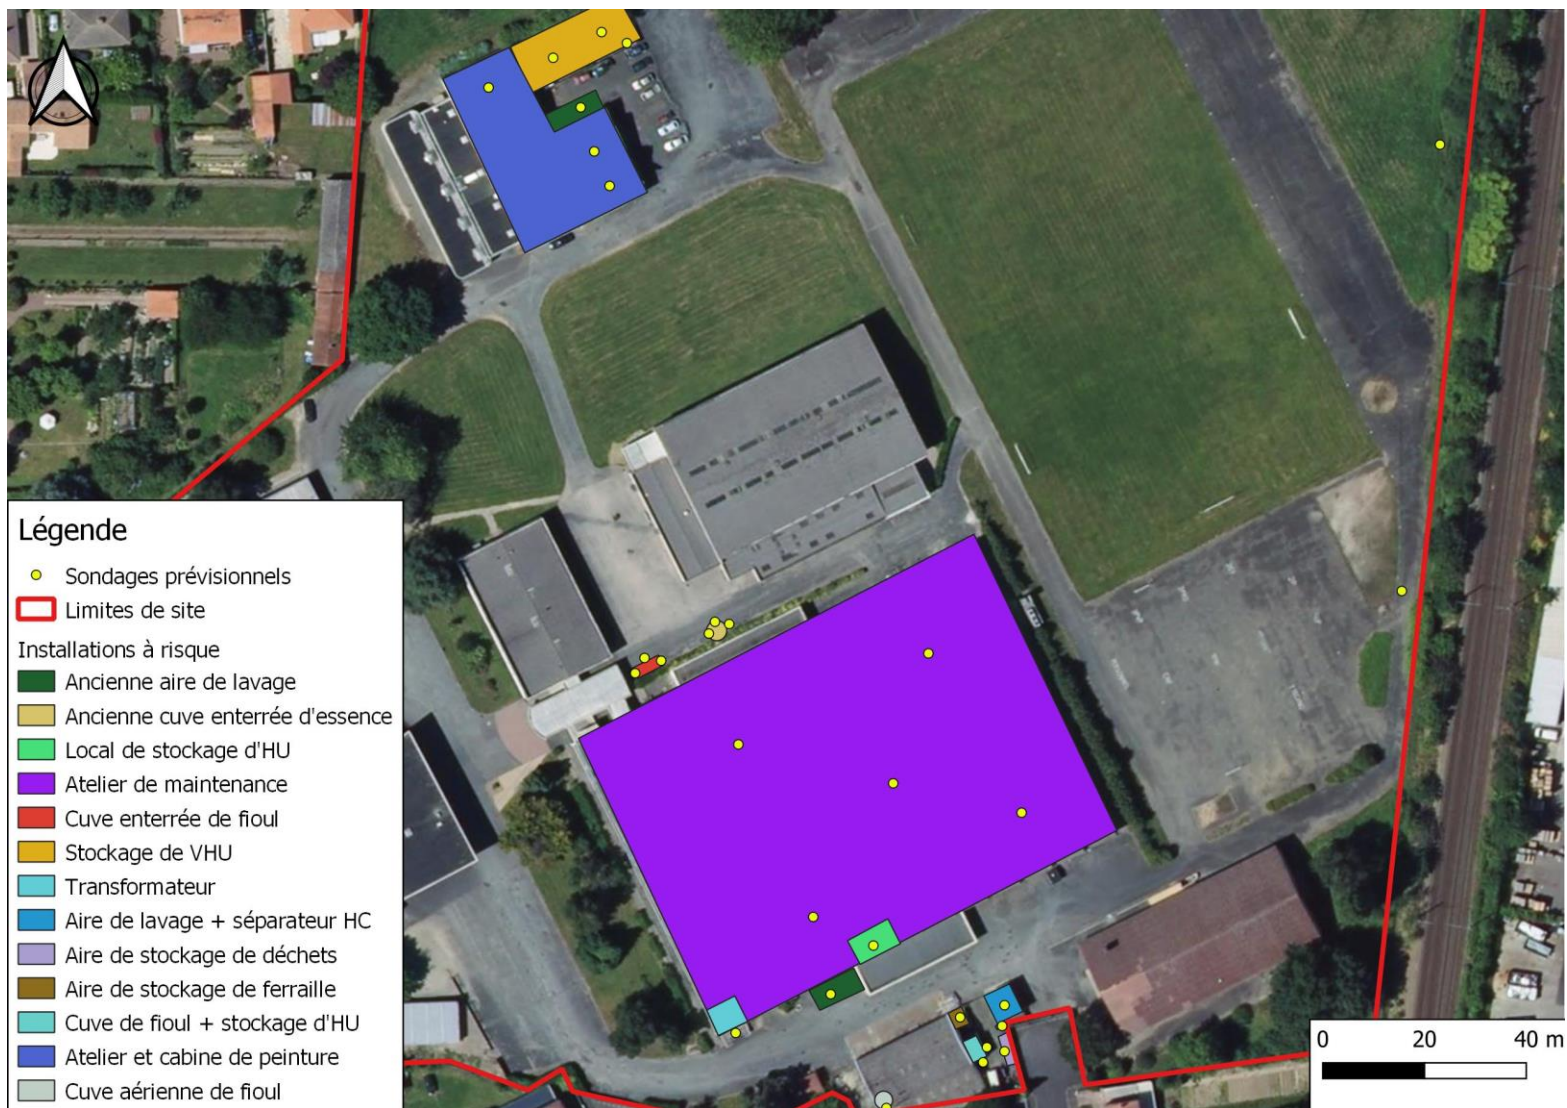 Légende
Sondages prévisionnels
Limites de site
Installations à risque
Ancienne aire de lavage
Ancienne cuve enterrée d'essence
Local de stockage d'HU
Atelier de maintenance
Cuve enterrée de fioul
Stockage de VHU
Transformateur
Aire de lavage + séparateur HC
Aire de stockage de déchets
Aire de stockage de ferraille
Cuve de fioul + stockage d'HU
Atelier et cabine de peinture
Cuve aérienne de fioul
0 20 40 m